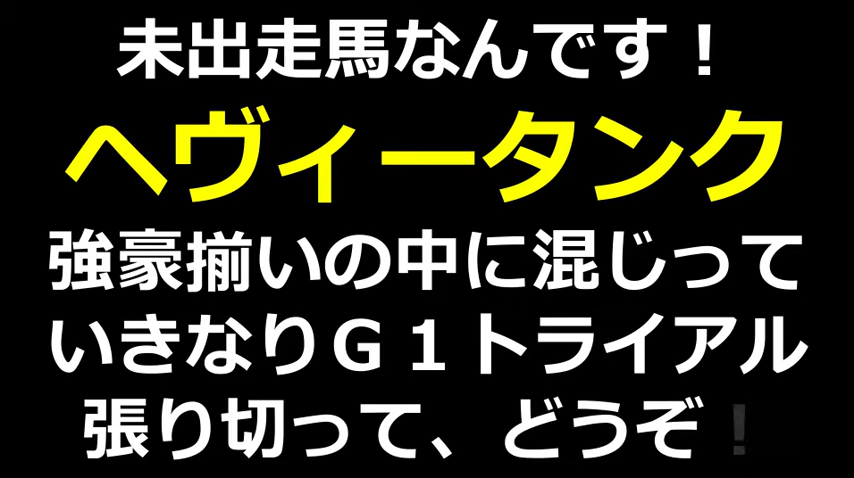 未出走馬なんです！
ヘヴィータンク
強豪揃いの中に混じって
いきなりＧ１トライアル
張り切って、どうぞ！